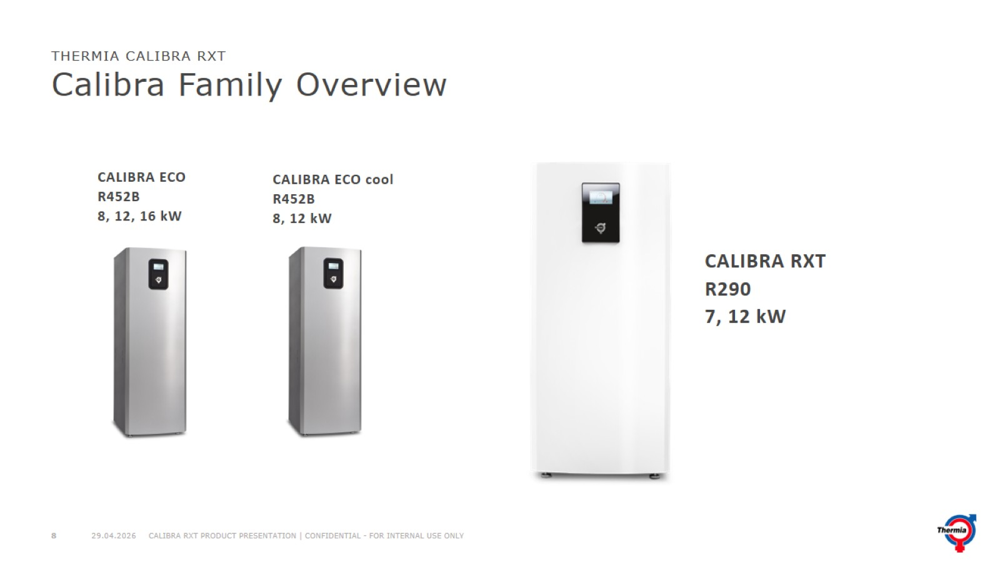 THERMIA CALIBRA RXT
Calibra Family Overview
CALIBRA ECO
R452B
8, 12, 16 kW
CALIBRA ECO cool
R452B
8, 12 kW
CALIBRA RXT
R290
7, 12 kW
8 29.04.2026 CALIBRA RXT PRODUCT PRESENTATION | CONFIDENTIAL - FOR INTERNAL USE ONLY
Thermia